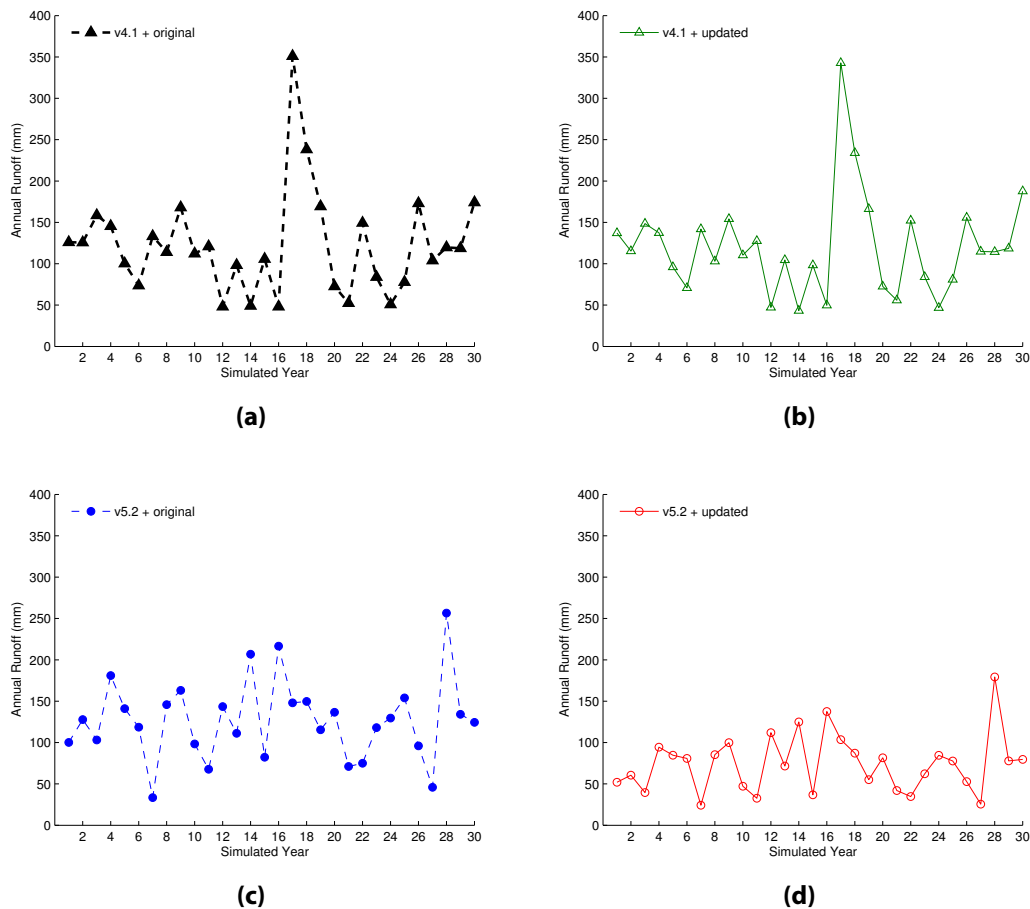 v4.1 + original
400
350
300
250
200
150
100
50
0
Annual Runoff (mm)
2 4 6 8 10 12 14 16 18 20 22 24 26 28 30
Simulated Year
(a)
v4.1 + updated
400
350
300
250
200
150
100
50
0
Annual Runoff (mm)
2 4 6 8 10 12 14 16 18 20 22 24 26 28 30
Simulated Year
(b)
v5.2 + original
400
350
300
250
200
150
100
50
0
Annual Runoff (mm)
2 4 6 8 10 12 14 16 18 20 22 24 26 28 30
Simulated Year
(c)
v5.2 + updated
400
350
300
250
200
150
100
50
0
Annual Runoff (mm)
2 4 6 8 10 12 14 16 18 20 22 24 26 28 30
Simulated Year
(d)